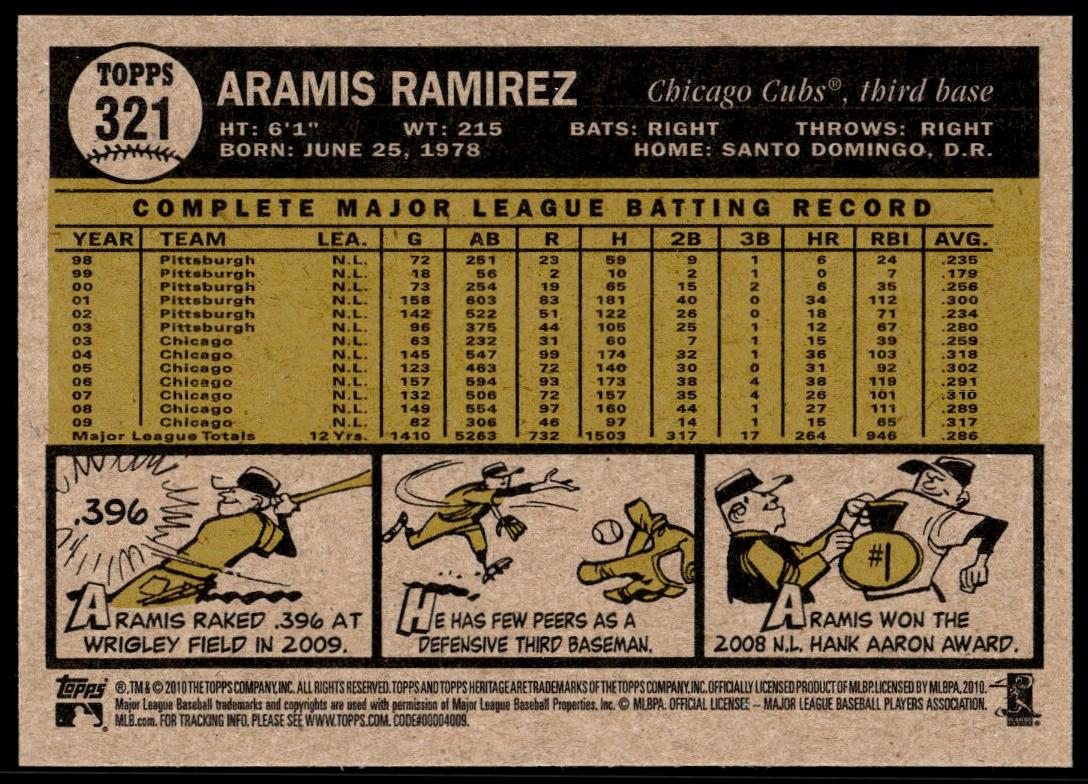 TOPPS
321
ARAMIS RAMIREZ Chicago Cubs®, third base
HT: 6'1" WT: 215 BATS: RIGHT THROWS: RIGHT
BORN: JUNE 25, 1978 HOME: SANTO DOMINGO, D.R.
COMPLETE MAJOR LEAGUE BATTING RECORD
YEAR TEAM LEA. G AB R H 2B 3B HR RBI AVG.
98 Pittsburgh N.L. 72 251 23 59 9 1 6 24 .235
99 Pittsburgh N.L. 18 56 2 10 2 1 0 7 .179
00 Pittsburgh N.L. 73 254 19 65 15 2 6 35 .256
01 Pittsburgh N.L. 158 603 83 181 40 0 34 112 .300
02 Pittsburgh N.L. 142 522 51 122 26 0 18 71 .234
03 Pittsburgh N.L. 96 375 44 105 25 1 12 67 .280
03 Chicago N.L. 63 232 31 60 7 1 15 39 .259
04 Chicago N.L. 145 547 99 174 32 1 36 103 .318
05 Chicago N.L. 123 463 72 140 30 0 31 92 .302
06 Chicago N.L. 157 594 93 173 38 4 38 119 .291
07 Chicago N.L. 132 506 72 157 35 4 26 101 .310
08 Chicago N.L. 149 554 97 160 44 1 27 111 .289
09 Chicago N.L. 82 306 46 97 14 1 15 65 .317
Major League Totals 12 Yrs. 1410 5263 732 1503 317 17 264 946 .286
.396
ARAMIS RAKED .396 AT
WRIGLEY FIELD IN 2009.
HE HAS FEW PEERS AS A
DEFENSIVE THIRD BASEMAN.
#1
ARAMIS WON THE
2008 N.L. HANK AARON AWARD.
topps ®,TM & © 2010 THE TOPPS COMPANY, INC. ALL RIGHTS RESERVED. TOPPS AND TOPPS HERITAGE ARE TRADEMARKS OF THE TOPPS COMPANY, INC. OFFICIALLY LICENSED PRODUCT OF MLBP. LICENSED BY MLBPA, 2010.
Major League Baseball trademarks and copyrights are used with permission of Major League Baseball Properties, Inc. © MLBPA. OFFICIAL LICENSES – MAJOR LEAGUE BASEBALL PLAYERS ASSOCIATION.
MLB.com. FOR TRACKING INFO, PLEASE SEE WWW.TOPPS.COM. CODE#00004009.